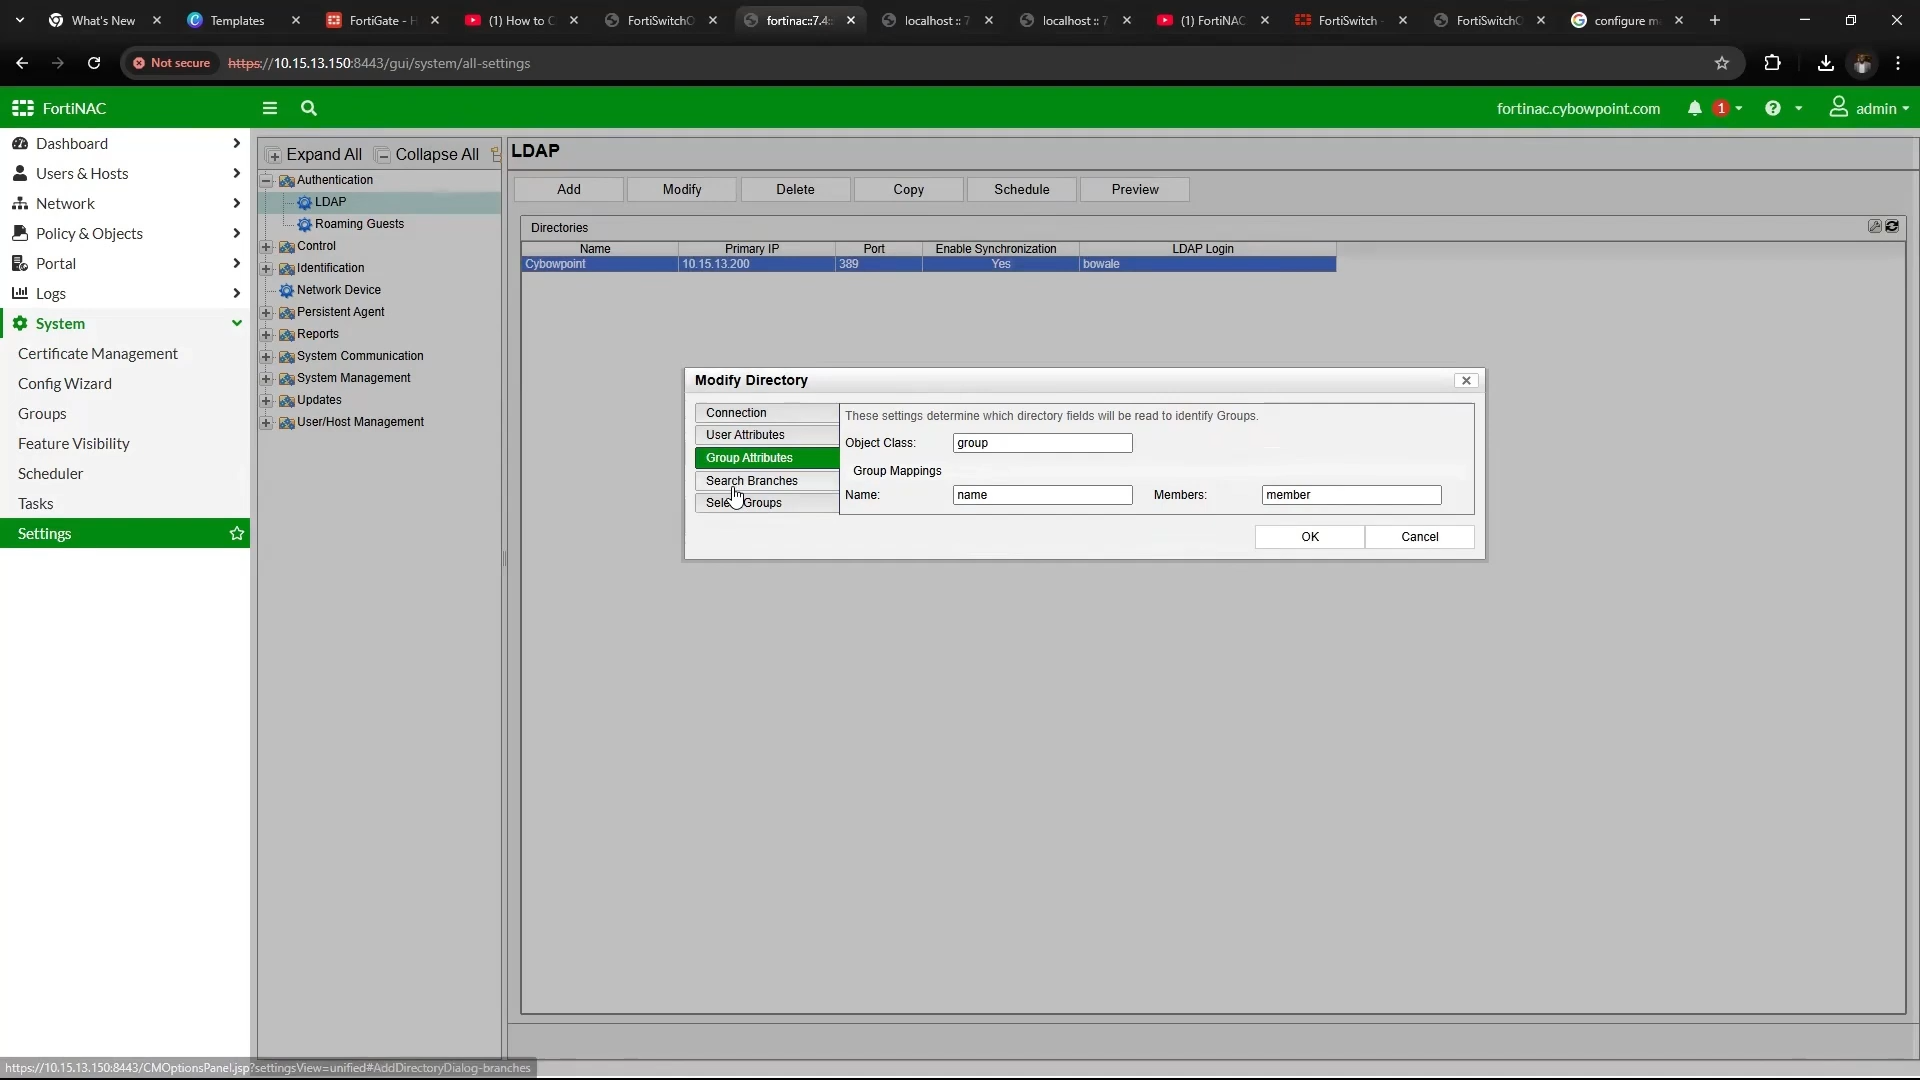 What's New
Templates
FortiGate - H
(1) How to C
FortiSwitchC
fortinac::7.4:
localhost :: 7
localhost :: 7
(1) FortiNAC
FortiSwitch -
FortiSwitchC
configure m
Not secure
https://10.15.13.150:8443/gui/system/all-settings
FortiNAC
fortinac.cybowpoint.com
1
admin
Dashboard
Users & Hosts
Network
Policy & Objects
Portal
Logs
System
Certificate Management
Config Wizard
Groups
Feature Visibility
Scheduler
Tasks
Settings
Expand All
Collapse All
Authentication
LDAP
Roaming Guests
Control
Identification
Network Device
Persistent Agent
Reports
System Communication
System Management
Updates
User/Host Management
LDAP
Add
Modify
Delete
Copy
Schedule
Preview
Directories
Name
Primary IP
Port
Enable Synchronization
LDAP Login
Cybowpoint
10.15.13.200
389
Yes
bowale
Modify Directory
Connection
User Attributes
Group Attributes
Search Branches
Groups
These settings determine which directory fields will be read to identify Groups.
Object Class:
group
Group Mappings
Name:
name
Members:
member
OK
Cancel
https://10.15.13.150:8443/CMOptionsPanel.jsp?settingsView=unified#AddDirectoryDialog-branches